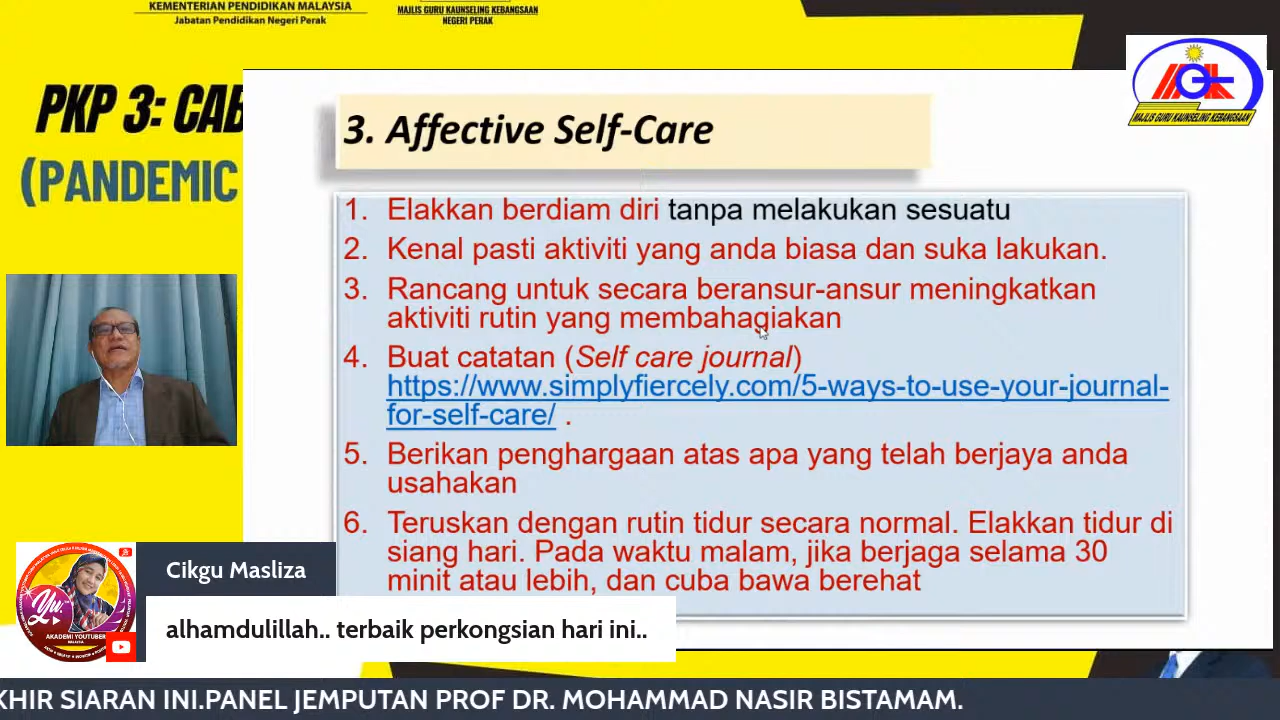 KEMENTERIAN PENDIDIKAN MALAYSIA
Jabatan Pendidikan Negeri Perak
MAJLIS GURU KAUNSELING KEBANGSAAN
NEGERI PERAK
MAJLIS GURU KAUNSELING KEBANGSAAN
PKP 3: CAB
(PANDEMIC
3. Affective Self-Care
1. Elakkan berdiam diri tanpa melakukan sesuatu
2. Kenal pasti aktiviti yang anda biasa dan suka lakukan.
3. Rancang untuk secara beransur-ansur meningkatkan
aktiviti rutin yang membahagiakan
4. Buat catatan (Self care journal)
https://www.simplyfiercely.com/5-ways-to-use-your-journal-
for-self-care/ .
5. Berikan penghargaan atas apa yang telah berjaya anda
usahakan
6. Teruskan dengan rutin tidur secara normal. Elakkan tidur di
siang hari. Pada waktu malam, jika berjaga selama 30
minit atau lebih, dan cuba bawa berehat
AKADEMI YOUTUBER
MALAYSIA
Cikgu Masliza
alhamdulillah.. terbaik perkongsian hari ini..
KHIR SIARAN INI.PANEL JEMPUTAN PROF DR. MOHAMMAD NASIR BISTAMAM.